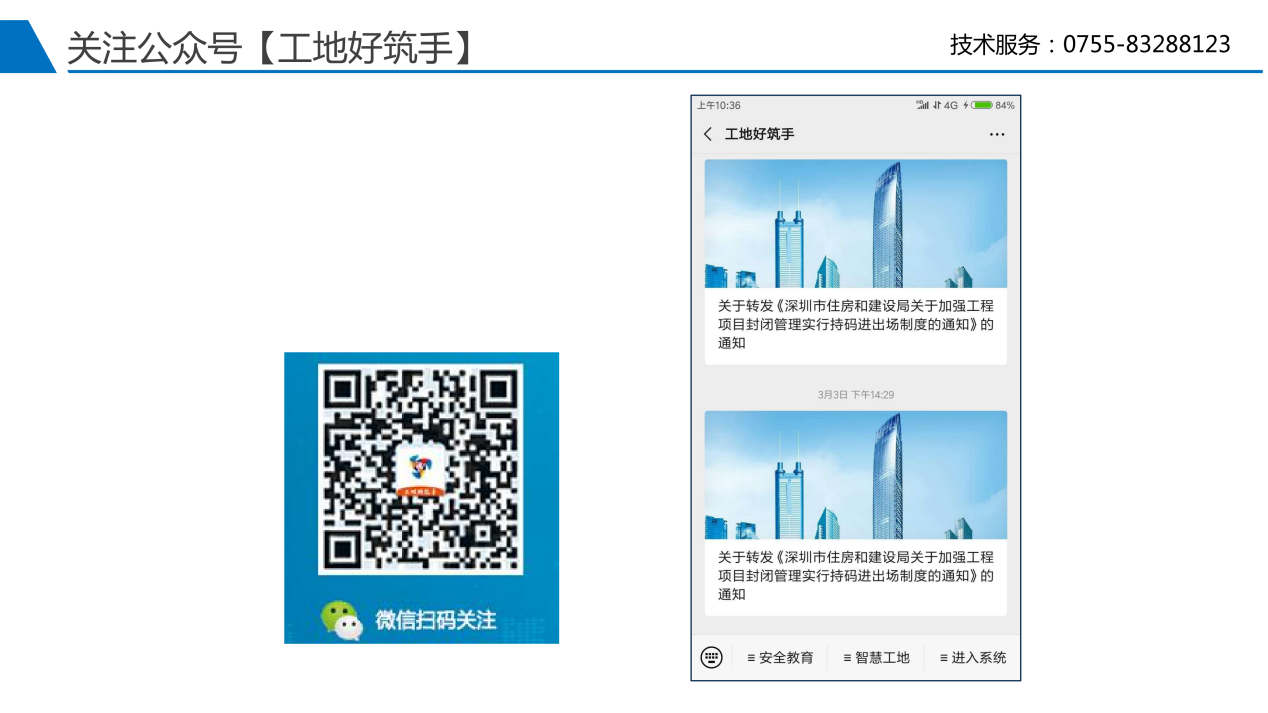 关注公众号【工地好筑手】
技术服务：0755-83288123
上午10:36
4G
84%
工地好筑手
关于转发《深圳市住房和建设局关于加强工程
项目封闭管理实行持码进出场制度的通知》的
通知
3月3日 下午14:29
关于转发《深圳市住房和建设局关于加强工程
项目封闭管理实行持码进出场制度的通知》的
通知
安全教育
智慧工地
进入系统
微信扫码关注